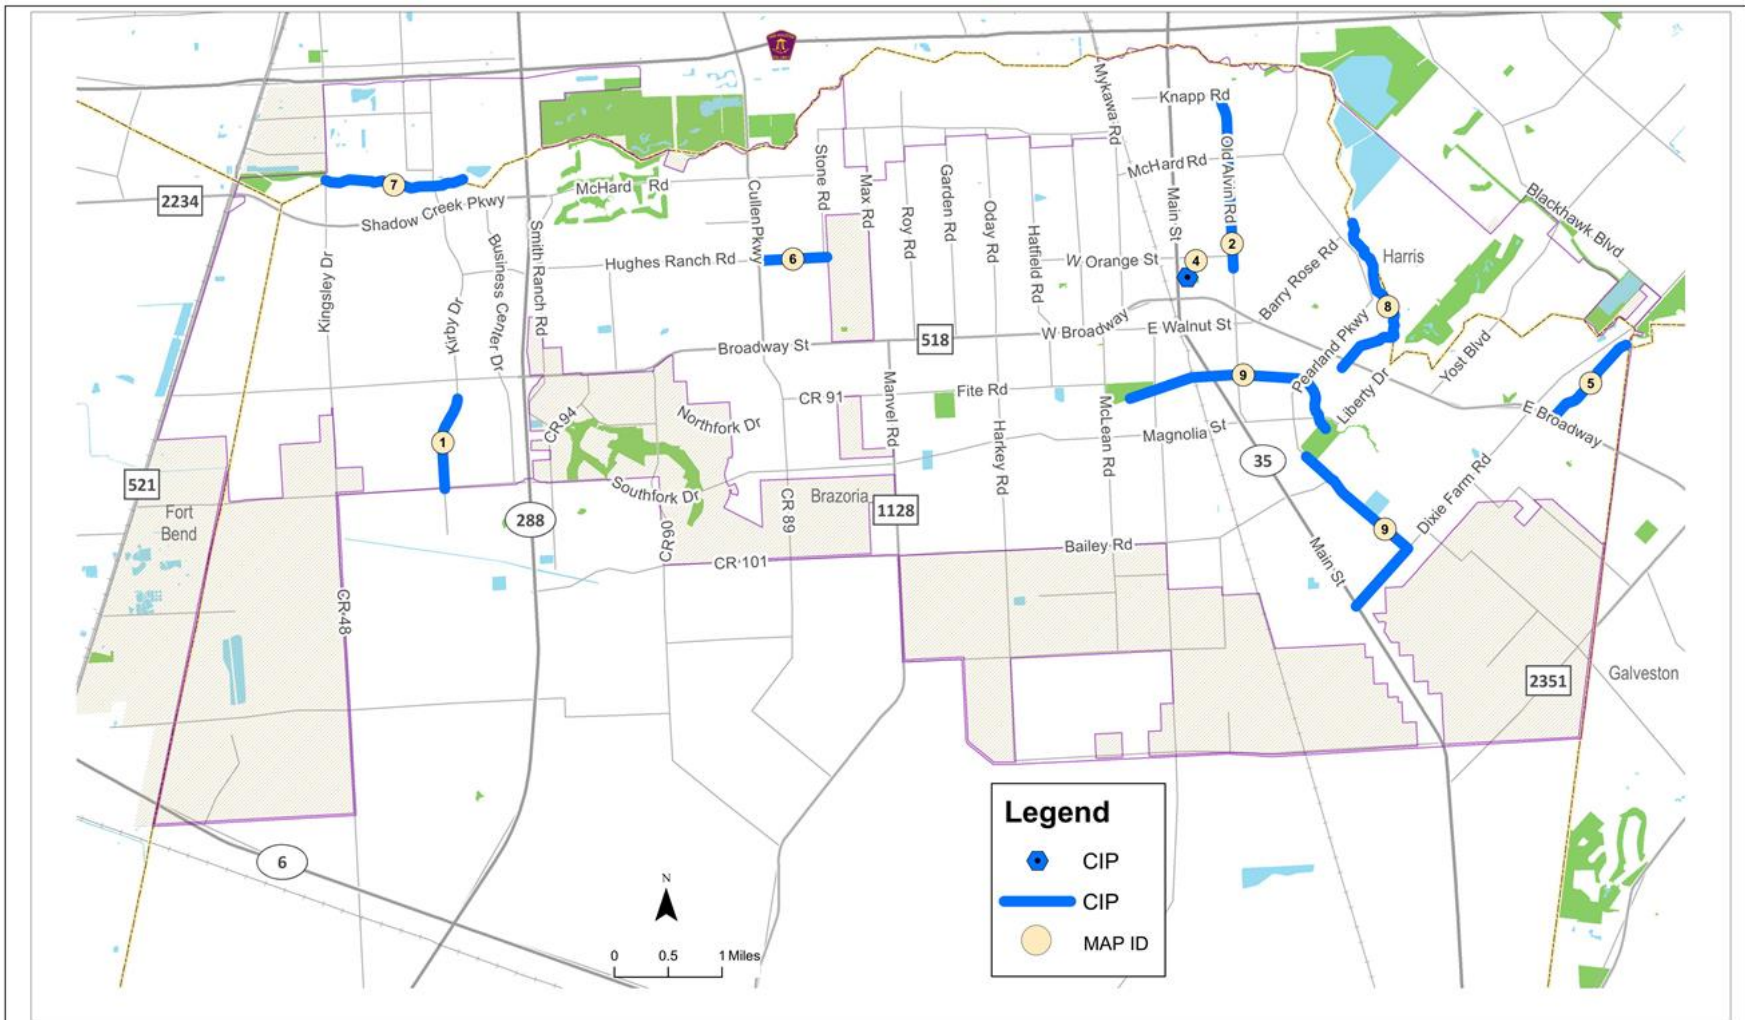 Knapp Rd
Mykawa Rd
Old Alvin Rd
McHard Rd
Main St
2234
7
Shadow Creek Pkwy
McHard Rd
Stone Rd
Cullen Pkwy
Max Rd
Roy Rd
Garden Rd
Oday Rd
Hatfield Rd
Blackhawk Blvd
Smith Ranch Rd
Business Center Dr
Kingsley Dr
Kirby Dr
Hughes Ranch Rd
6
W Orange St
4
2
Barry Rose Rd
Harris
8
Broadway St
518
W Broadway
E Walnut St
Pearland Pkwy
Yost Blvd
Liberty Dr
9
5
E Broadway
Fite Rd
CR 91
Manvel Rd
Northfork Dr
CR 94
1
Harkey Rd
McLean Rd
Magnolia St
35
521
Fort
Bend
288
Southfork Dr
CR 90
CR 89
Brazoria
1128
Dixie Farm Rd
9
Main St
Bailey Rd
CR 101
CR 48
2351
Galveston
6
N
0 0.5 1 Miles
Legend
CIP
CIP
MAP ID